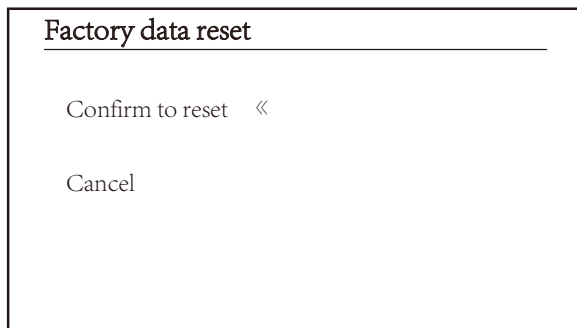 Factory data reset
Confirm to reset «
Cancel